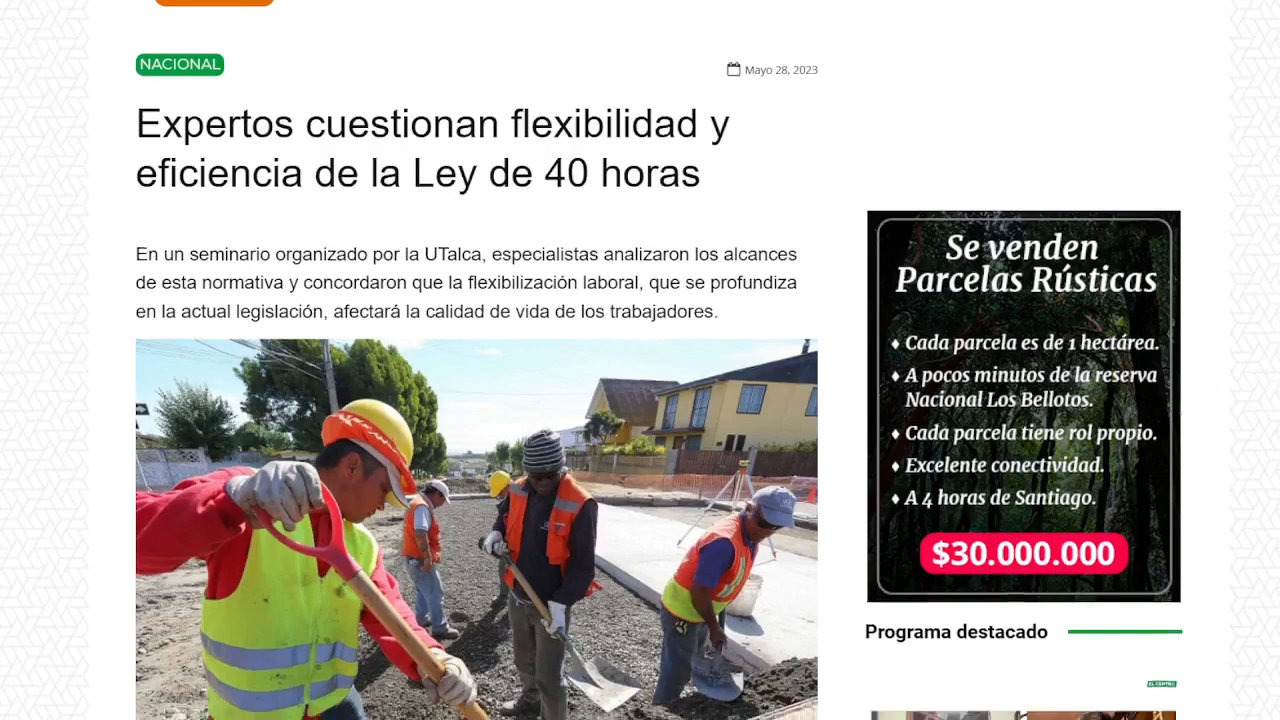 NACIONAL
Mayo 28, 2023
Expertos cuestionan flexibilidad y
eficiencia de la Ley de 40 horas
En un seminario organizado por la UTalca, especialistas analizaron los alcances
de esta normativa y concordaron que la flexibilización laboral, que se profundiza
en la actual legislación, afectará la calidad de vida de los trabajadores.
Se venden
Parcelas Rústicas
♦ Cada parcela es de 1 hectárea.
♦ A pocos minutos de la reserva
Nacional Los Bellotos.
♦ Cada parcela tiene rol propio.
♦ Excelente conectividad.
♦ A 4 horas de Santiago.
$30.000.000
Programa destacado
EL CENTRO